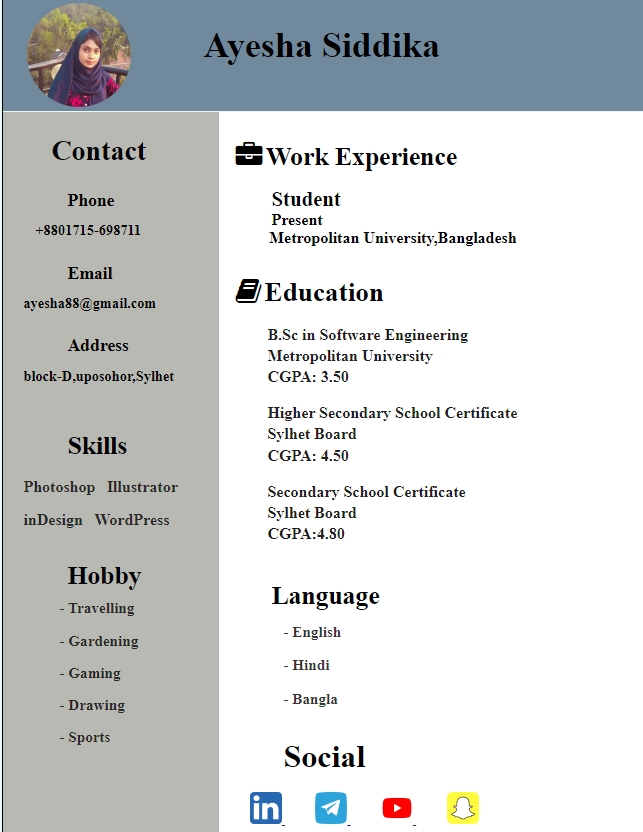 Ayesha Siddika
Contact
Phone
+8801715-698711
Email
ayesha88@gmail.com
Address
block-D,uposohor,Sylhet
Skills
Photoshop Illustrator
inDesign WordPress
Hobby
- Travelling
- Gardening
- Gaming
- Drawing
- Sports
Work Experience
Student
Present
Metropolitan University,Bangladesh
Education
B.Sc in Software Engineering
Metropolitan University
CGPA: 3.50
Higher Secondary School Certificate
Sylhet Board
CGPA: 4.50
Secondary School Certificate
Sylhet Board
CGPA:4.80
Language
- English
- Hindi
- Bangla
Social
in